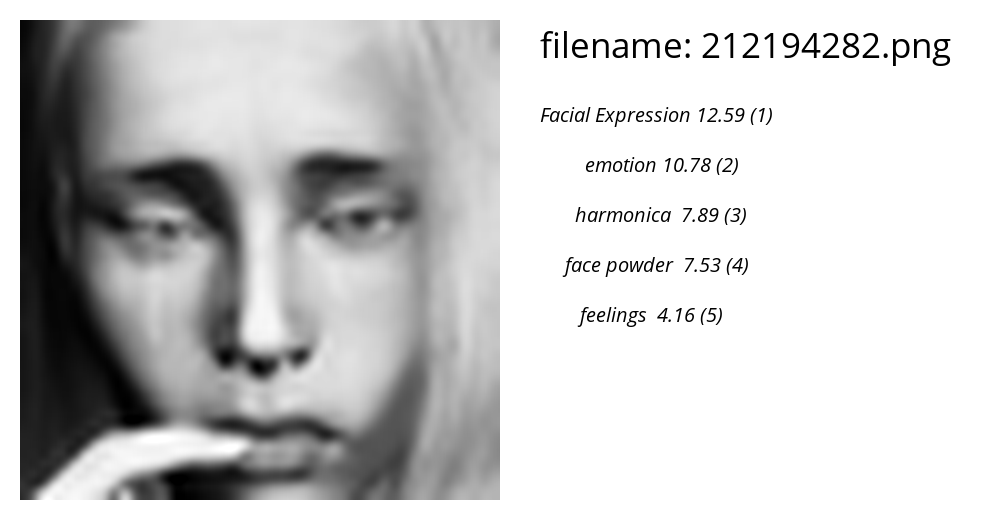 filename: 212194282.png
Facial Expression 12.59 (1)
emotion 10.78 (2)
harmonica  7.89 (3)
face powder  7.53 (4)
feelings  4.16 (5)